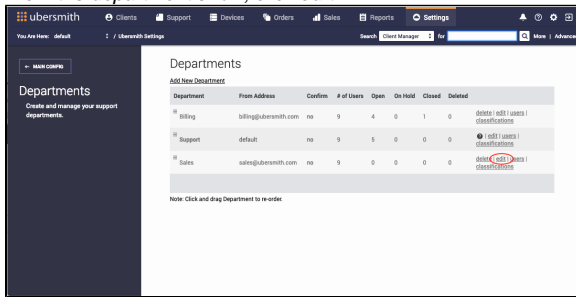 ubersmith Clients Support Devices Orders Sales Reports Settings
You Are Here: default / Ubersmith Settings Search Client Manager for More | Advanced
← MAIN CONFIG
Departments
Create and manage your support
departments.
Departments
Add New Department
Department From Address Confirm # of Users Open On Hold Closed Deleted
Billing billing@ubersmith.com no 9 4 0 1 0 delete | edit | users |
classifications
Support default no 9 5 0 0 0 | edit | users |
classifications
Sales sales@ubersmith.com no 9 0 0 0 0 delete | edit | users |
classifications
Note: Click and drag Department to re-order.